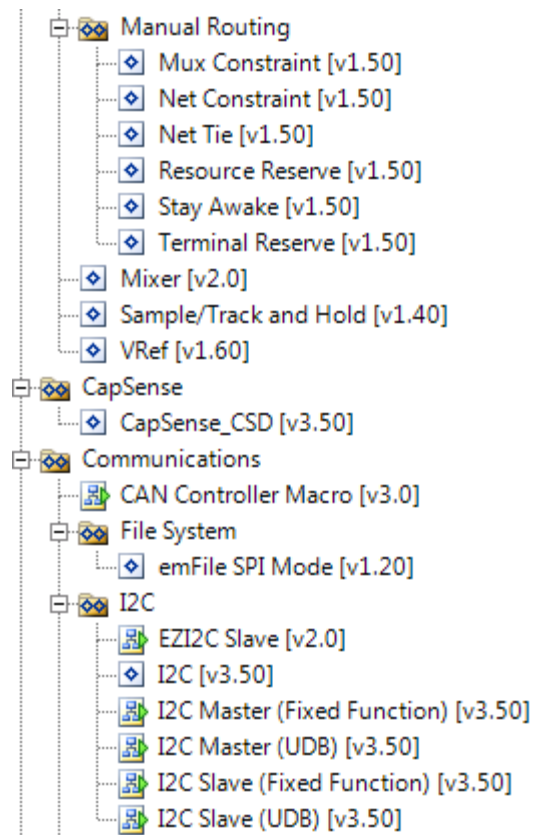 Manual Routing
Mux Constraint [v1.50]
Net Constraint [v1.50]
Net Tie [v1.50]
Resource Reserve [v1.50]
Stay Awake [v1.50]
Terminal Reserve [v1.50]
Mixer [v2.0]
Sample/Track and Hold [v1.40]
VRef [v1.60]
CapSense
CapSense_CSD [v3.50]
Communications
CAN Controller Macro [v3.0]
File System
emFile SPI Mode [v1.20]
I2C
EZI2C Slave [v2.0]
I2C [v3.50]
I2C Master (Fixed Function) [v3.50]
I2C Master (UDB) [v3.50]
I2C Slave (Fixed Function) [v3.50]
I2C Slave (UDB) [v3.50]